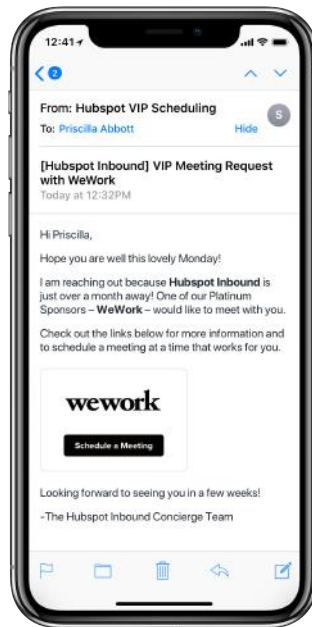 12:41
2
From: Hubspot VIP Scheduling
S
To: Priscilla Abbott
Hide
[Hubspot Inbound] VIP Meeting Request
with WeWork
Today at 12:32PM
Hi Priscilla,
Hope you are well this lovely Monday!
I am reaching out because Hubspot Inbound is
just over a month away! One of our Platinum
Sponsors – WeWork – would like to meet with you.
Check out the links below for more information and
to schedule a meeting at a time that works for you.
wework
Schedule a Meeting
Looking forward to seeing you in a few weeks!
-The Hubspot Inbound Concierge Team